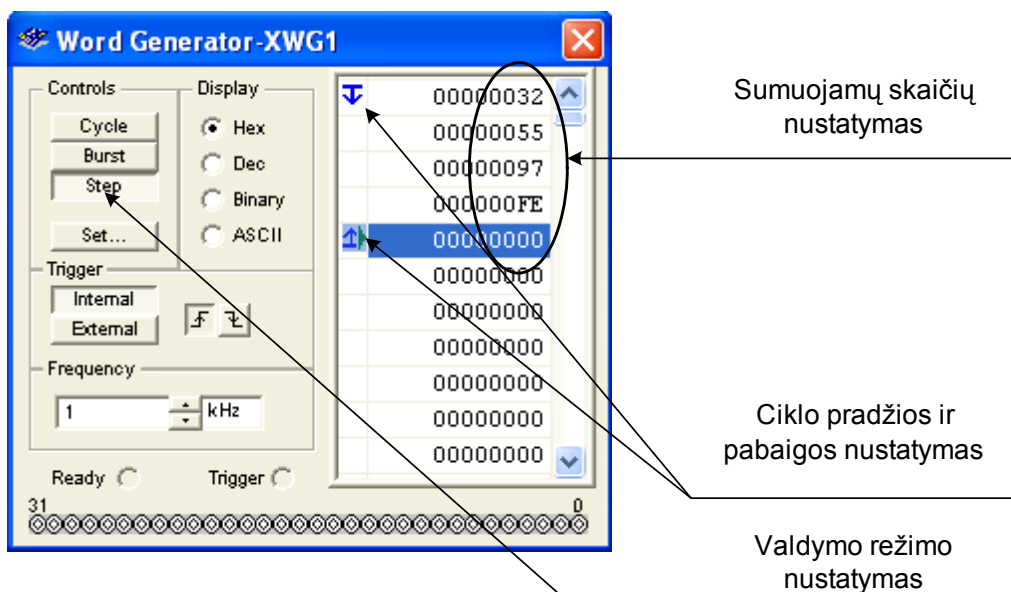 Word Generator-XWG1
Controls
Cycle
Burst
Step
Set...
Display
Hex
Dec
Binary
ASCII
Trigger
Internal
External
Frequency
1
kHz
Ready
Trigger
31
0
00000032
00000055
00000097
000000FE
00000000
00000000
00000000
00000000
00000000
00000000
00000000
Sumuojamų skaičių
nustatymas
Ciklo pradžios ir
pabaigos nustatymas
Valdymo režimo
nustatymas